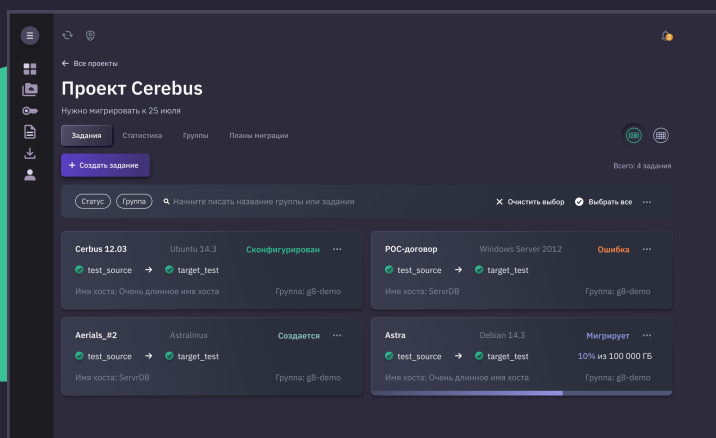 2
Все проекты
Проект Cerebus
Нужно мигрировать к 25 июля
Задания Статистика Группы Планы миграции
+ Создать задание
Всего: 4 задания
Статус Группа Начните писать название группы или задания Очистить выбор Выбрать все ...
Cerbus 12.03 Ubuntu 14.3 Сконфигурирован ...
test_source → target_test
Имя хоста: Очень длинное имя хоста Группа: g8-demo
POC-договор Windows Server 2012 Ошибка ...
test_source → target_test
Имя хоста: ServrDB Группа: g8-demo
Aerials_#2 Astralinux Создается ...
test_source → target_test
Имя хоста: ServrDB Группа: g8-demo
Astra Debian 14.3 Мигрирует ...
test_source → target_test 10% из 100 000 ГБ
Имя хоста: Очень длинное имя хоста Группа: g8-demo